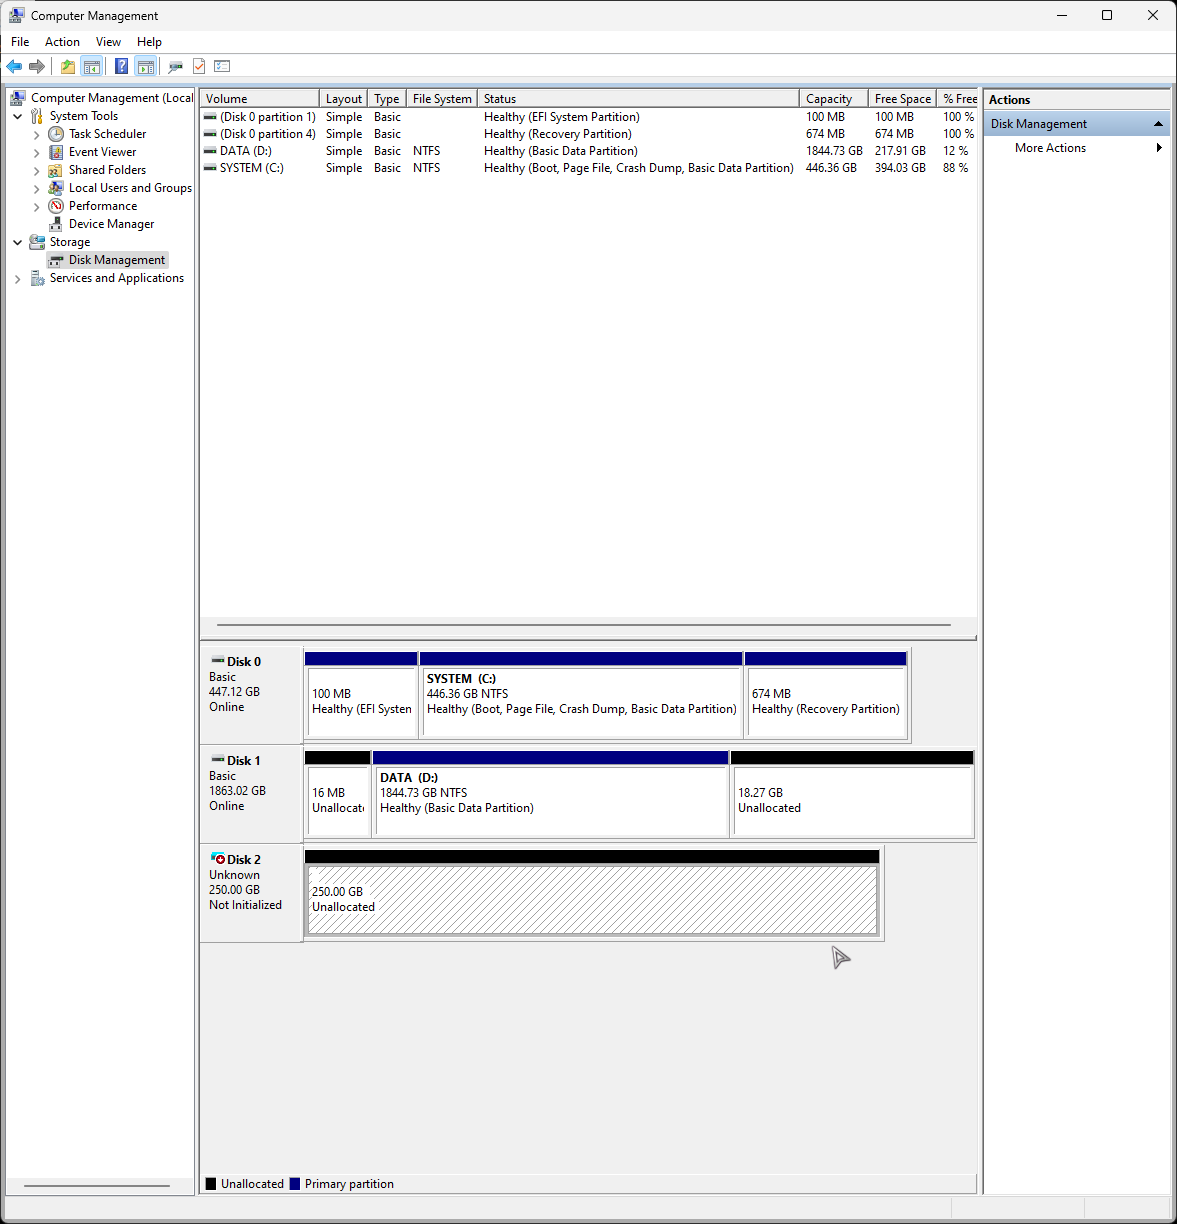 Computer Management
File Action View Help
Computer Management (Local
System Tools
Task Scheduler
Event Viewer
Shared Folders
Local Users and Groups
Performance
Device Manager
Storage
Disk Management
Services and Applications
Volume Layout Type File System Status Capacity Free Space % Free
(Disk 0 partition 1) Simple Basic Healthy (EFI System Partition) 100 MB 100 MB 100 %
(Disk 0 partition 4) Simple Basic Healthy (Recovery Partition) 674 MB 674 MB 100 %
DATA (D:) Simple Basic NTFS Healthy (Basic Data Partition) 1844.73 GB 217.91 GB 12 %
SYSTEM (C:) Simple Basic NTFS Healthy (Boot, Page File, Crash Dump, Basic Data Partition) 446.36 GB 394.03 GB 88 %
Actions
Disk Management
More Actions
Disk 0
Basic
447.12 GB
Online
100 MB
Healthy (EFI System
SYSTEM (C:)
446.36 GB NTFS
Healthy (Boot, Page File, Crash Dump, Basic Data Partition)
674 MB
Healthy (Recovery Partition)
Disk 1
Basic
1863.02 GB
Online
16 MB
Unallocat
DATA (D:)
1844.73 GB NTFS
Healthy (Basic Data Partition)
18.27 GB
Unallocated
Disk 2
Unknown
250.00 GB
Not Initialized
250.00 GB
Unallocated
Unallocated Primary partition